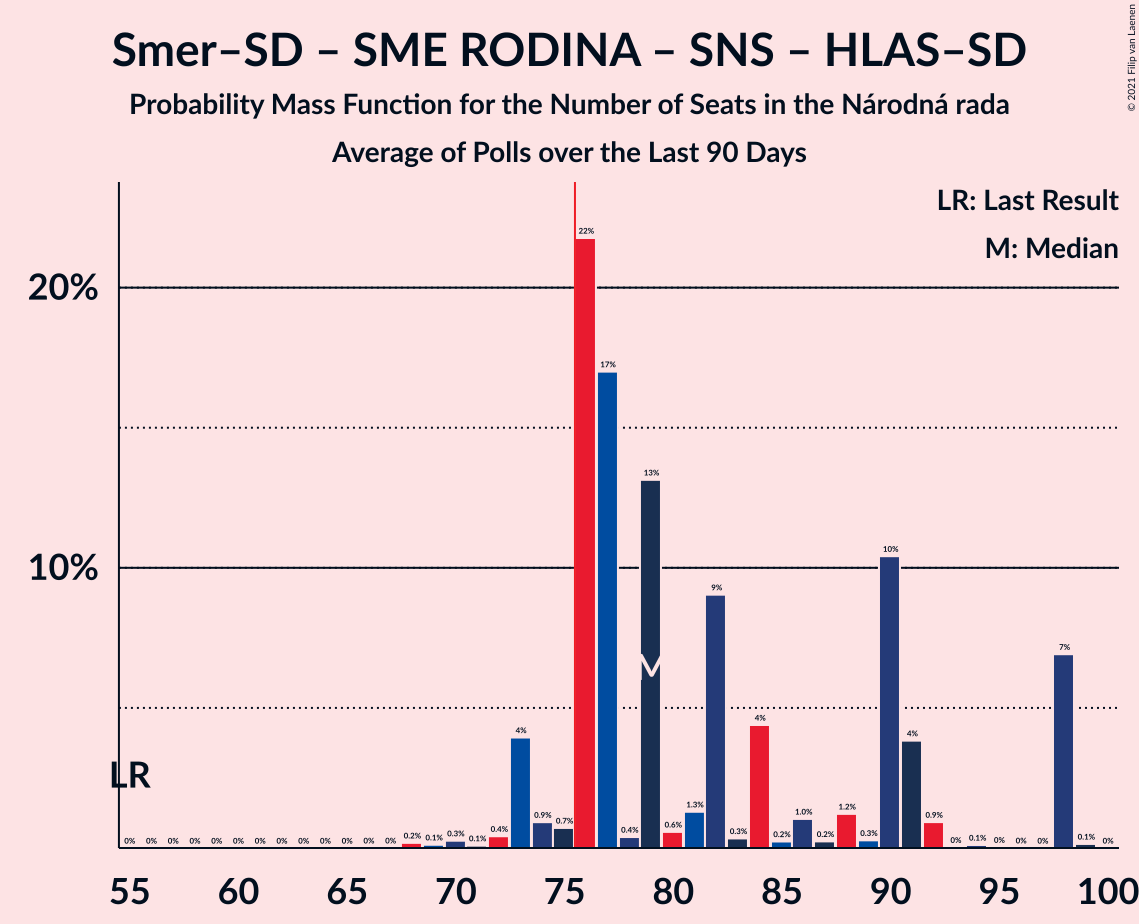 Smer–SD – SME RODINA – SNS – HLAS–SD
Probability Mass Function for the Number of Seats in the Národná rada
Average of Polls over the Last 90 Days
© 2021 Filip van Laenen
LR: Last Result
M: Median
20%
10%
LR
M
0% 0% 0% 0% 0% 0% 0% 0% 0% 0% 0% 0% 0% 0.2% 0.1% 0.3% 0.1% 0.4% 4% 0.9% 0.7% 22% 17% 0.4% 13% 0.6% 1.3% 9% 0.3% 4% 0.2% 1.0% 0.2% 1.2% 0.3% 10% 4% 0.9% 0% 0.1% 0% 0% 0% 7% 0.1% 0%
55 60 65 70 75 80 85 90 95 100